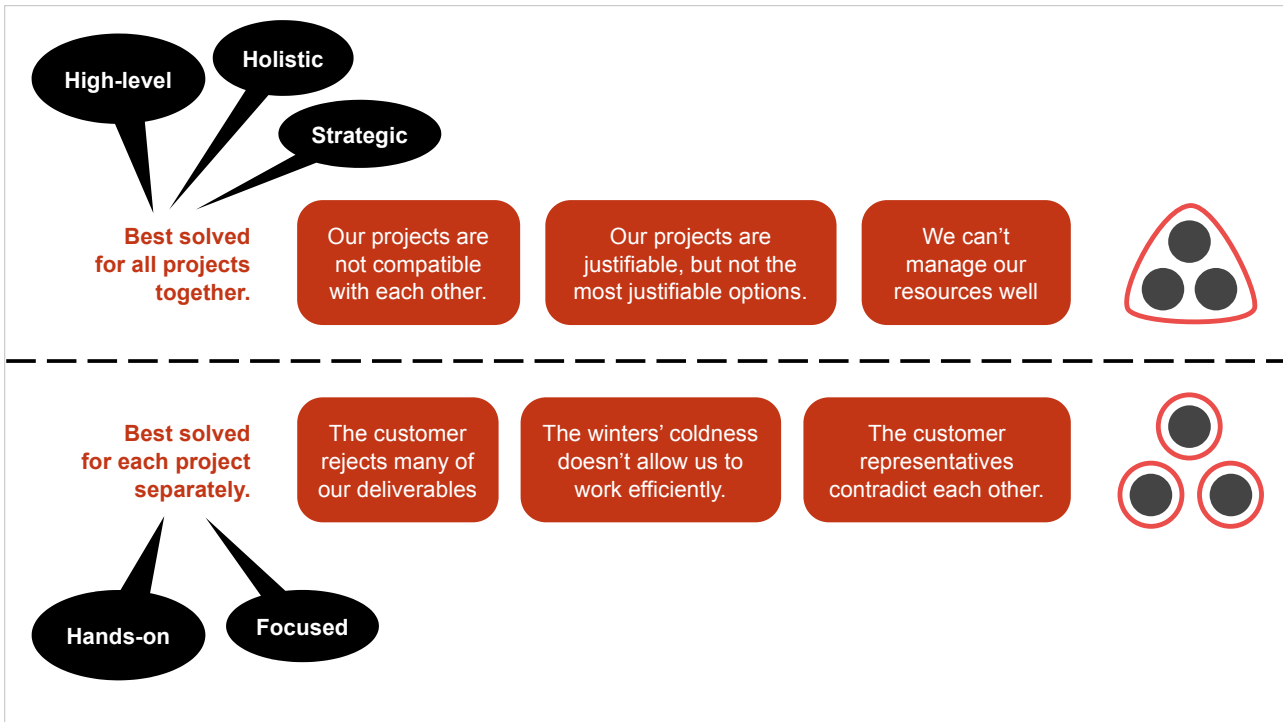 High-level
Holistic
Strategic
Best solved
for all projects
together.
Our projects are
not compatible
with each other.
Our projects are
justifiable, but not the
most justifiable options.
We can’t
manage our
resources well
Best solved
for each project
separately.
The customer
rejects many of
our deliverables
The winters’ coldness
doesn’t allow us to
work efficiently.
The customer
representatives
contradict each other.
Hands-on
Focused